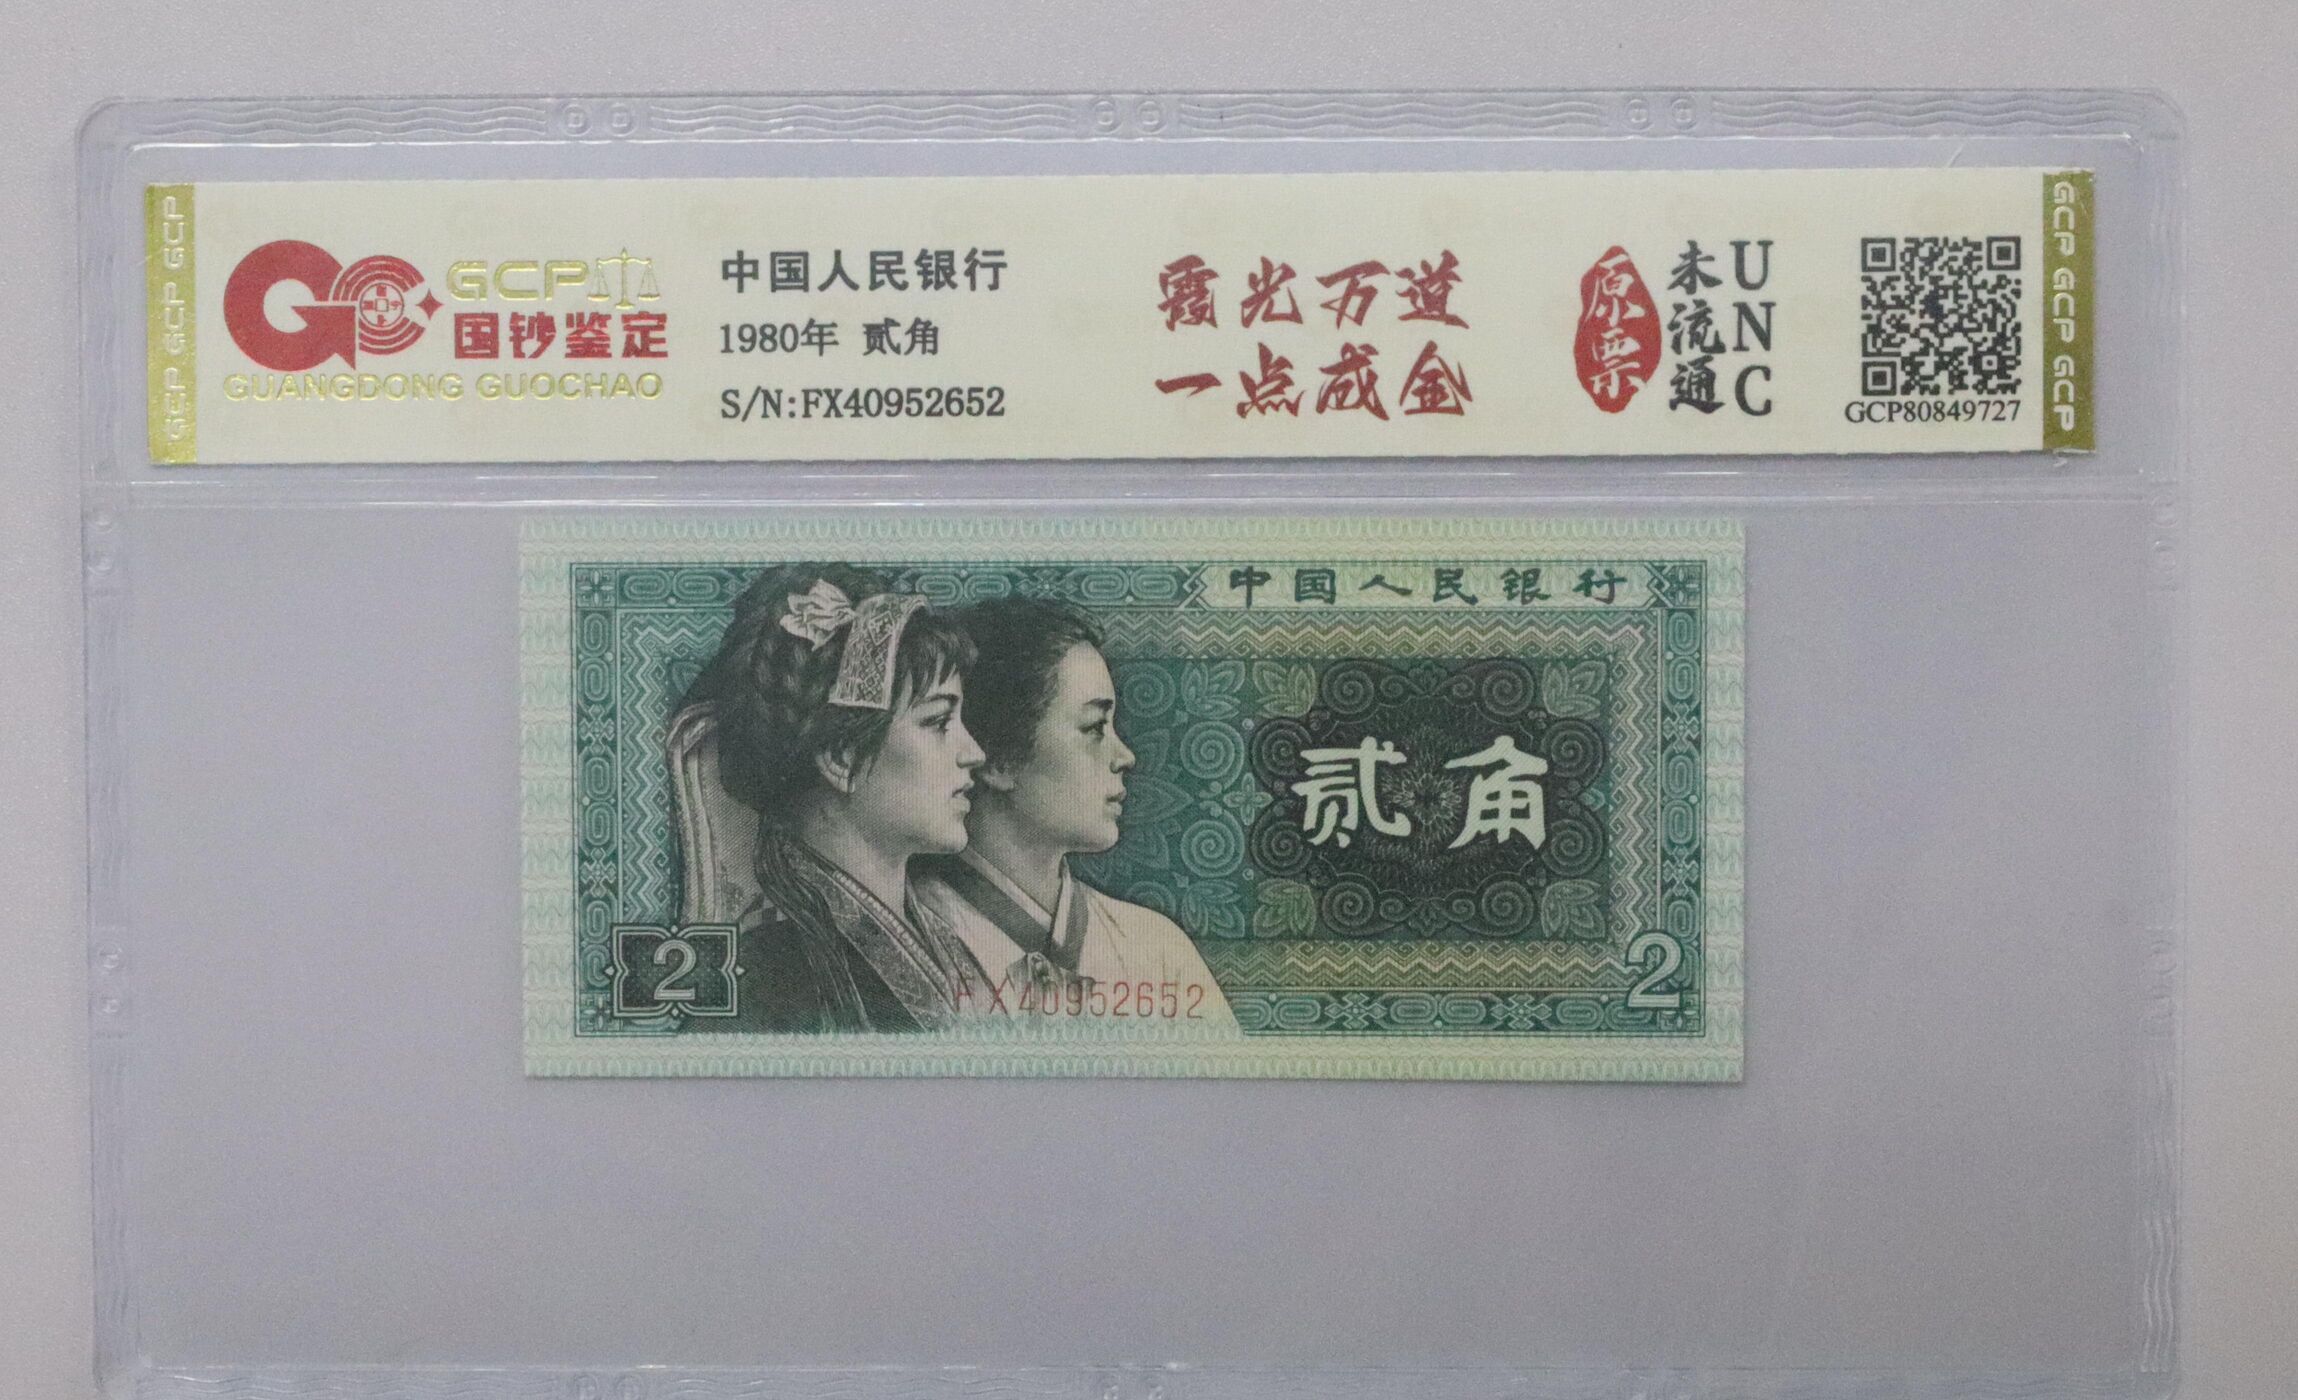 GCP GCP GCP
GCP
国钞鉴定
GUANGDONG GUOCHAO
中国人民银行
1980年 贰角
S/N:FX40952652
霞光万道
一点成金
原票
未流通
UNC
GCP80849727
GCP GCP GCP
中国人民银行
贰角
2
FX40952652
2